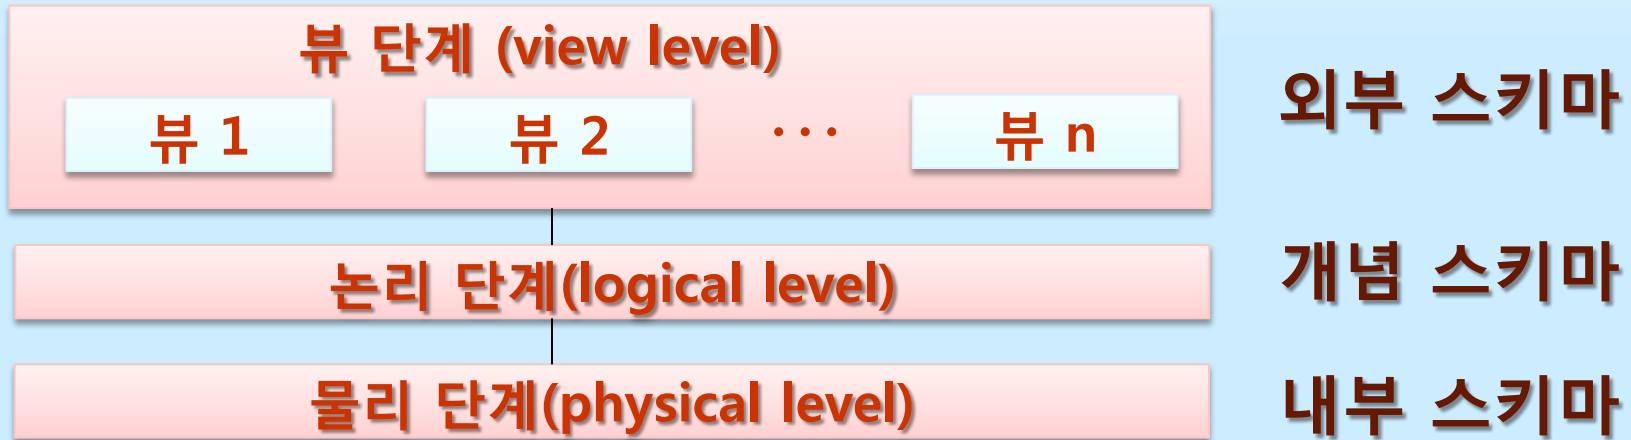 뷰 단계 (view level)
뷰 1
뷰 2
...
뷰 n
외부 스키마
논리 단계(logical level)
개념 스키마
물리 단계(physical level)
내부 스키마